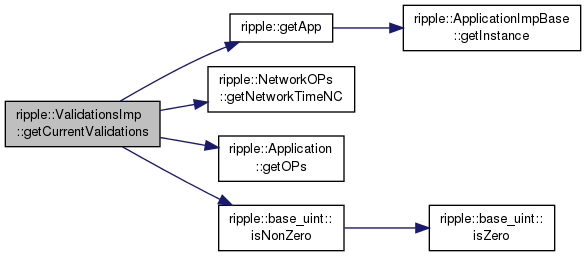 ripple::getApp
ripple::ApplicationImpBase
::getInstance
ripple::NetworkOPs
::getNetworkTimeNC
ripple::ValidationsImp
::getCurrentValidations
ripple::Application
::getOPs
ripple::base_uint::
isNonZero
ripple::base_uint::
isZero